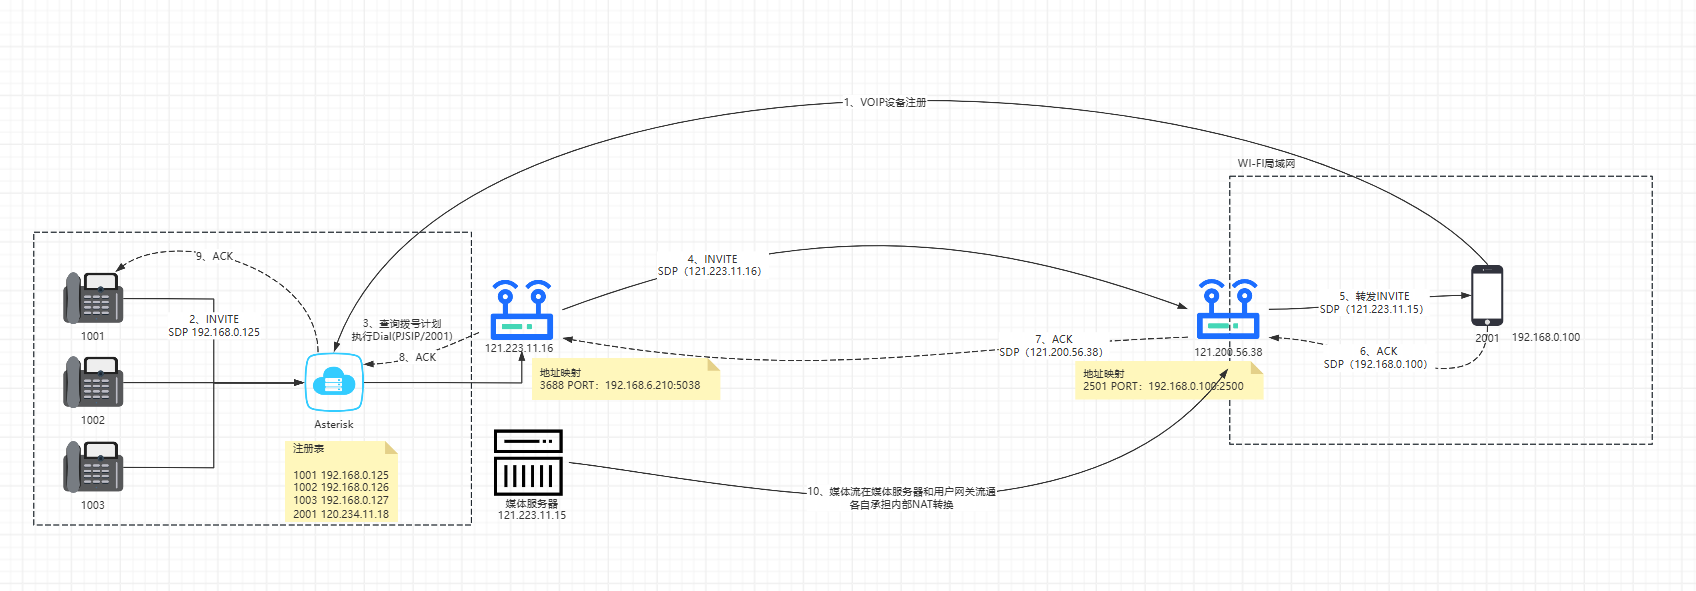 1、VOIP设备注册
WI-FI局域网
9、ACK
4、INVITE
SDP（121.223.11.16）
5、转发INVITE
SDP（121.223.11.15）
2、INVITE
SDP 192.168.0.125
3、查询拨号计划
执行Dial(PJSIP/2001)
1001
121.223.11.16
7、ACK
SDP（121.200.56.38）
121.200.56.38
2001
192.168.0.100
8、ACK
6、ACK
SDP（192.168.0.100）
地址映射
3688 PORT：192.168.6.210:5038
地址映射
2501 PORT：192.168.0.100:2500
1002
Asterisk
注册表
1001 192.168.0.125
1002 192.168.0.126
1003 192.168.0.127
2001 120.234.11.18
1003
媒体服务器
121.223.11.15
10、媒体流在媒体服务器和用户网关流通
各自承担内部NAT转换